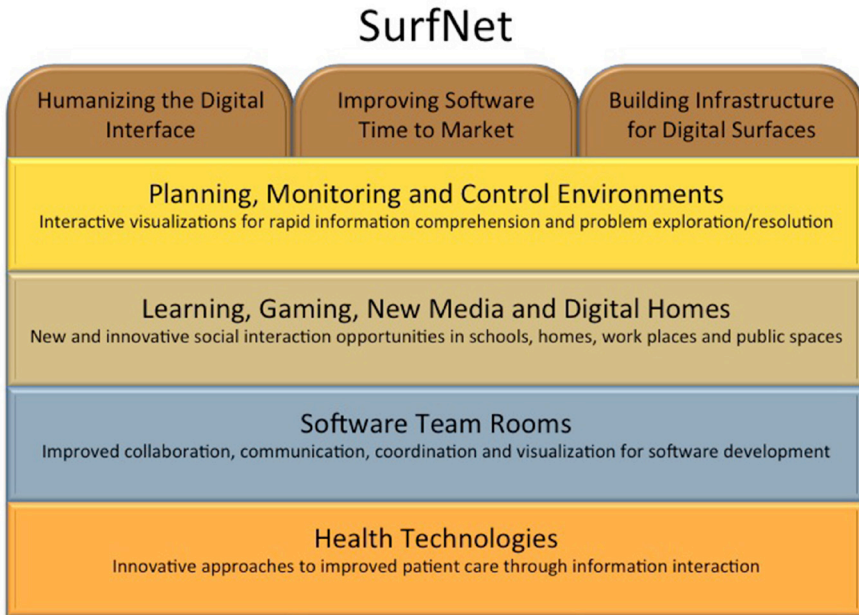 SurfNet
Humanizing the Digital
Interface
Improving Software
Time to Market
Building Infrastructure
for Digital Surfaces
Planning, Monitoring and Control Environments
Interactive visualizations for rapid information comprehension and problem exploration/resolution
Learning, Gaming, New Media and Digital Homes
New and innovative social interaction opportunities in schools, homes, work places and public spaces
Software Team Rooms
Improved collaboration, communication, coordination and visualization for software development
Health Technologies
Innovative approaches to improved patient care through information interaction